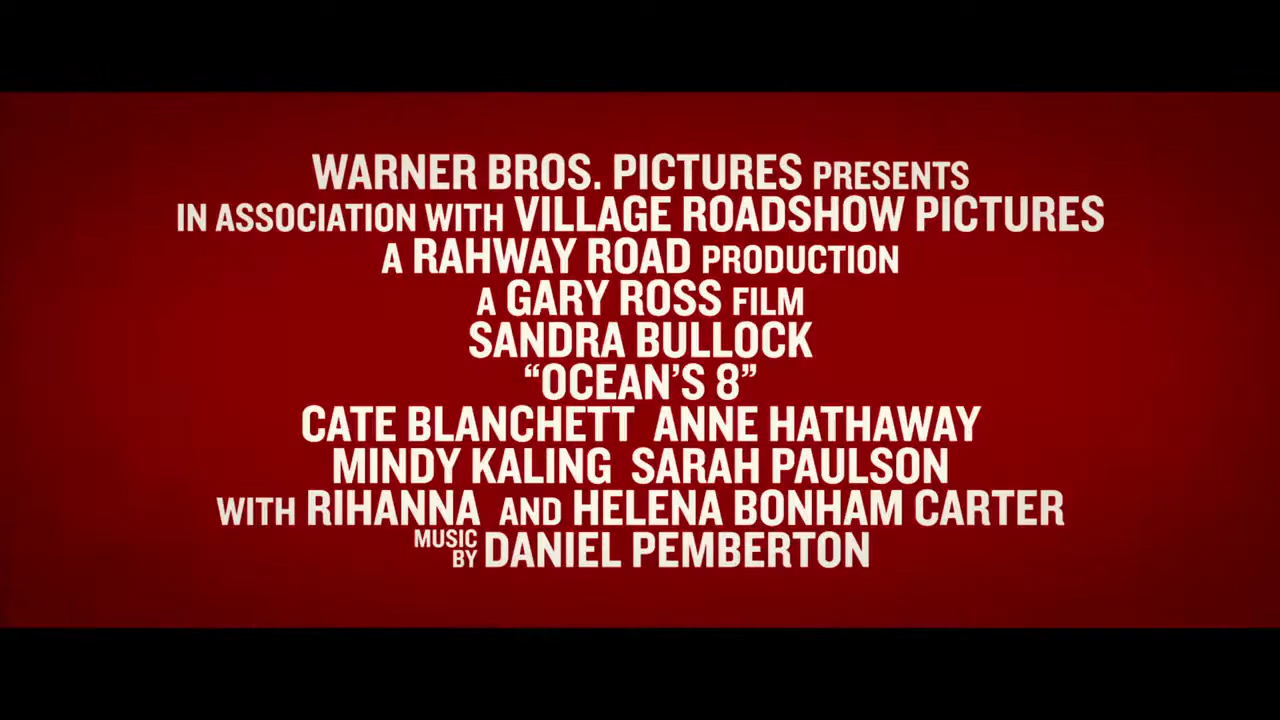 WARNER BROS. PICTURES PRESENTS
IN ASSOCIATION WITH VILLAGE ROADSHOW PICTURES
A RAHWAY ROAD PRODUCTION
A GARY ROSS FILM
SANDRA BULLOCK
“OCEAN’S 8”
CATE BLANCHETT ANNE HATHAWAY
MINDY KALING SARAH PAULSON
WITH RIHANNA AND HELENA BONHAM CARTER
MUSIC BY DANIEL PEMBERTON